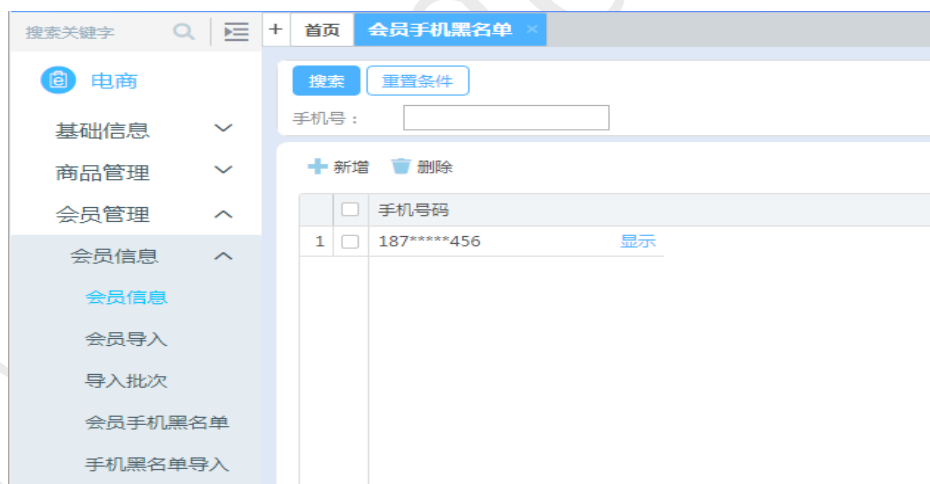 搜索关键字
+ 首页 会员手机黑名单 ×
电商
基础信息
商品管理
会员管理
会员信息
会员信息
会员导入
导入批次
会员手机黑名单
手机黑名单导入
搜索 重置条件
手机号：
新增 删除
手机号码
1 187*****456 显示